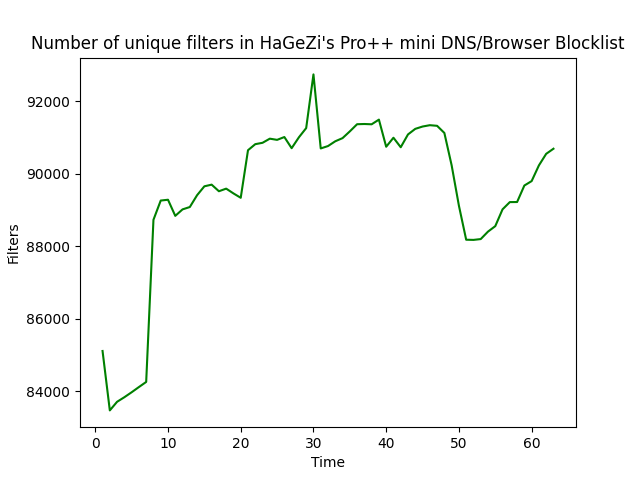 Number of unique filters in HaGeZi's Pro++ mini DNS/Browser Blocklist
92000
90000
88000
86000
84000
Filters
0 10 20 30 40 50 60
Time